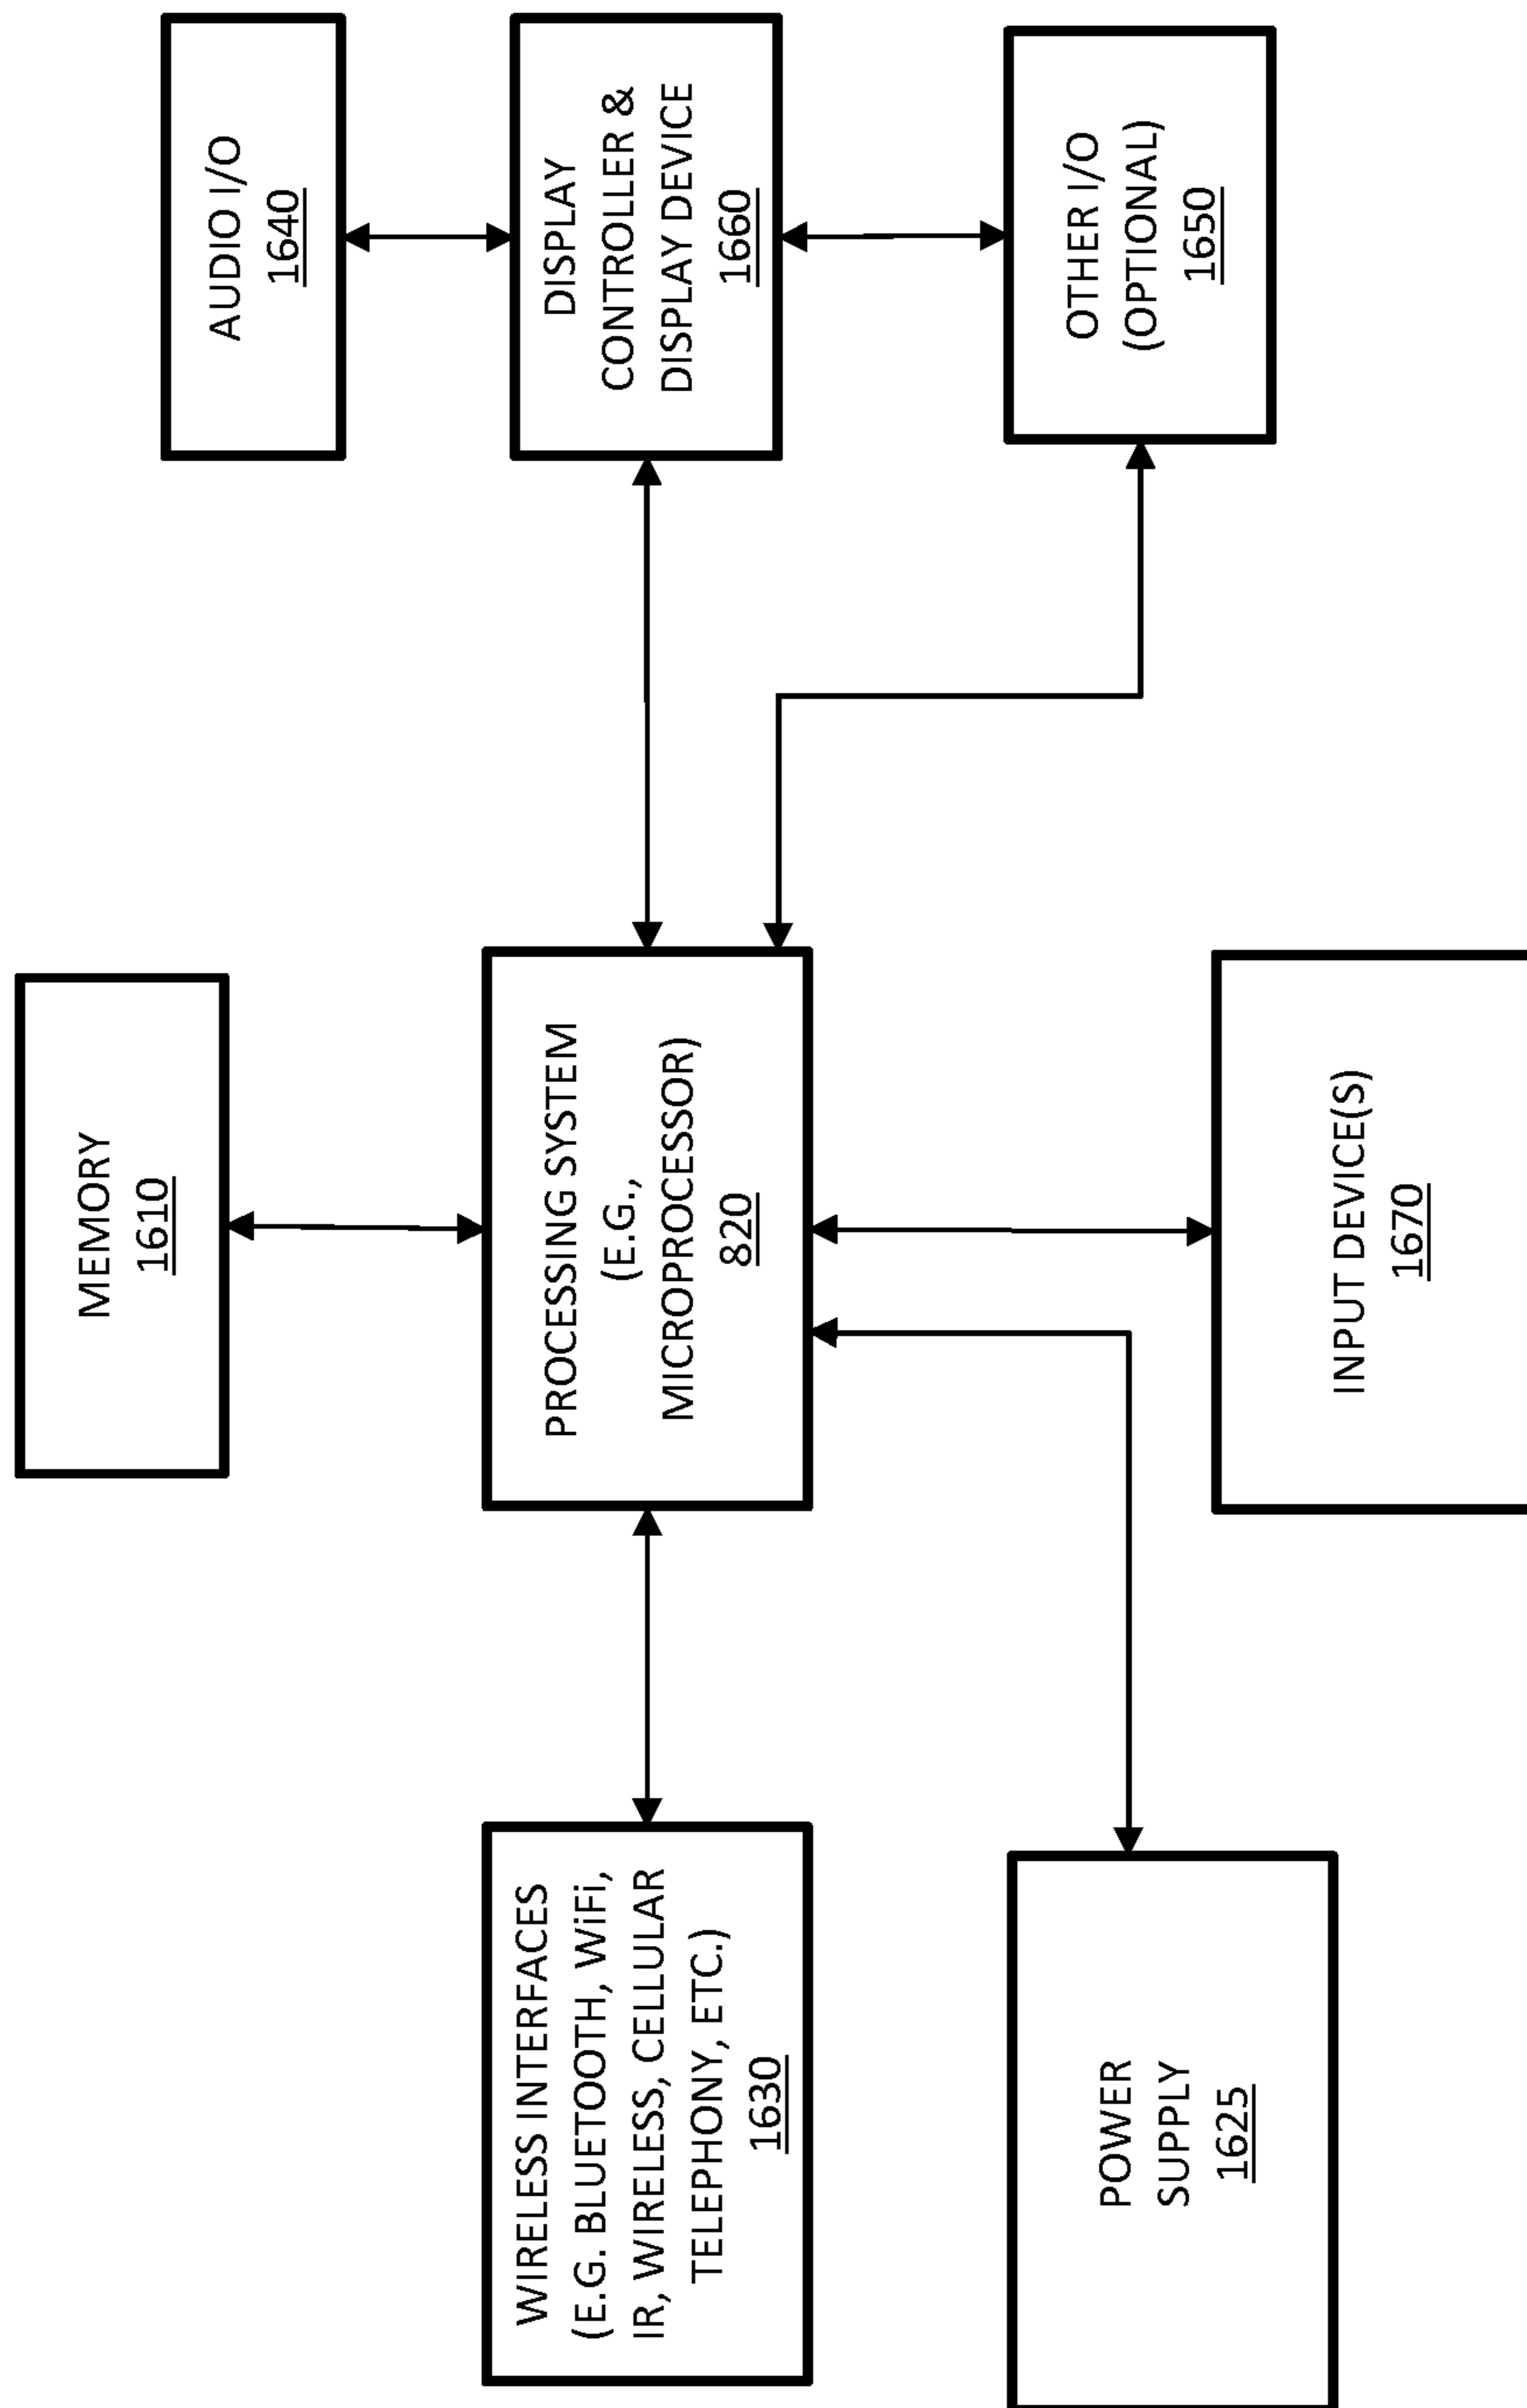 MEMORY
1610
AUDIO I/O
1640
WIRELESS INTERFACES
(E.G. BLUETOOTH, WiFi,
IR, WIRELESS, CELLULAR
TELEPHONY, ETC.)
1630
PROCESSING SYSTEM
(E.G.,
MICROPROCESSOR)
820
DISPLAY
CONTROLLER &
DISPLAY DEVICE
1660
POWER
SUPPLY
1625
INPUT DEVICE(S)
1670
OTHER I/O
(OPTIONAL)
1650